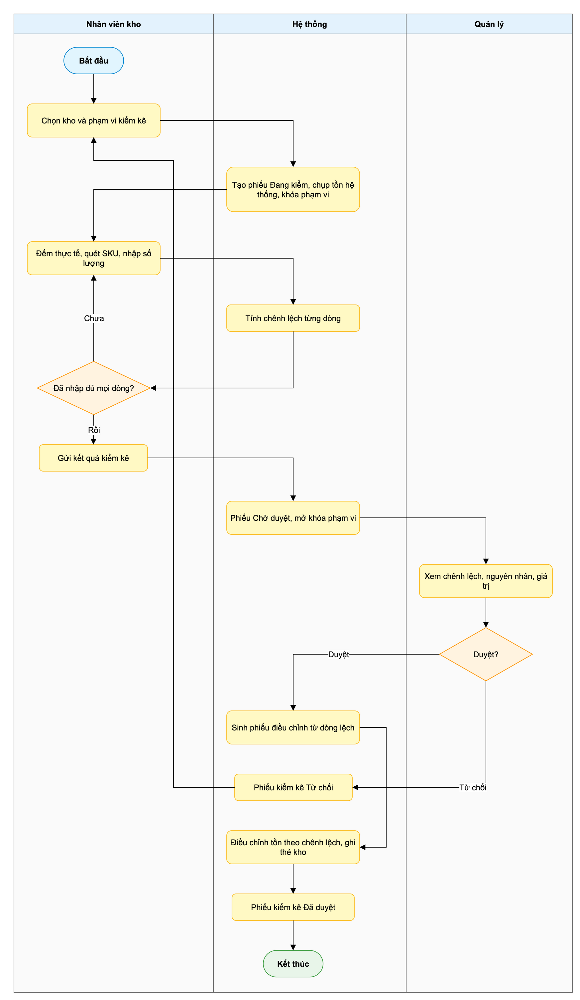 Nhân viên kho
Hệ thống
Quản lý
Bắt đầu
Chọn kho và phạm vi kiểm kê
Tạo phiếu Đang kiểm, chụp tồn hệ
thống, khóa phạm vi
Đếm thực tế, quét SKU, nhập số
lượng
Chưa
Tính chênh lệch từng dòng
Đã nhập đủ mọi dòng?
Rồi
Gửi kết quả kiểm kê
Phiếu Chờ duyệt, mở khóa phạm vi
Xem chênh lệch, nguyên nhân, giá
trị
Duyệt
Duyệt?
Sinh phiếu điều chỉnh từ dòng lệch
Phiếu kiểm kê Từ chối
Từ chối
Điều chỉnh tồn theo chênh lệch, ghi
thẻ kho
Phiếu kiểm kê Đã duyệt
Kết thúc